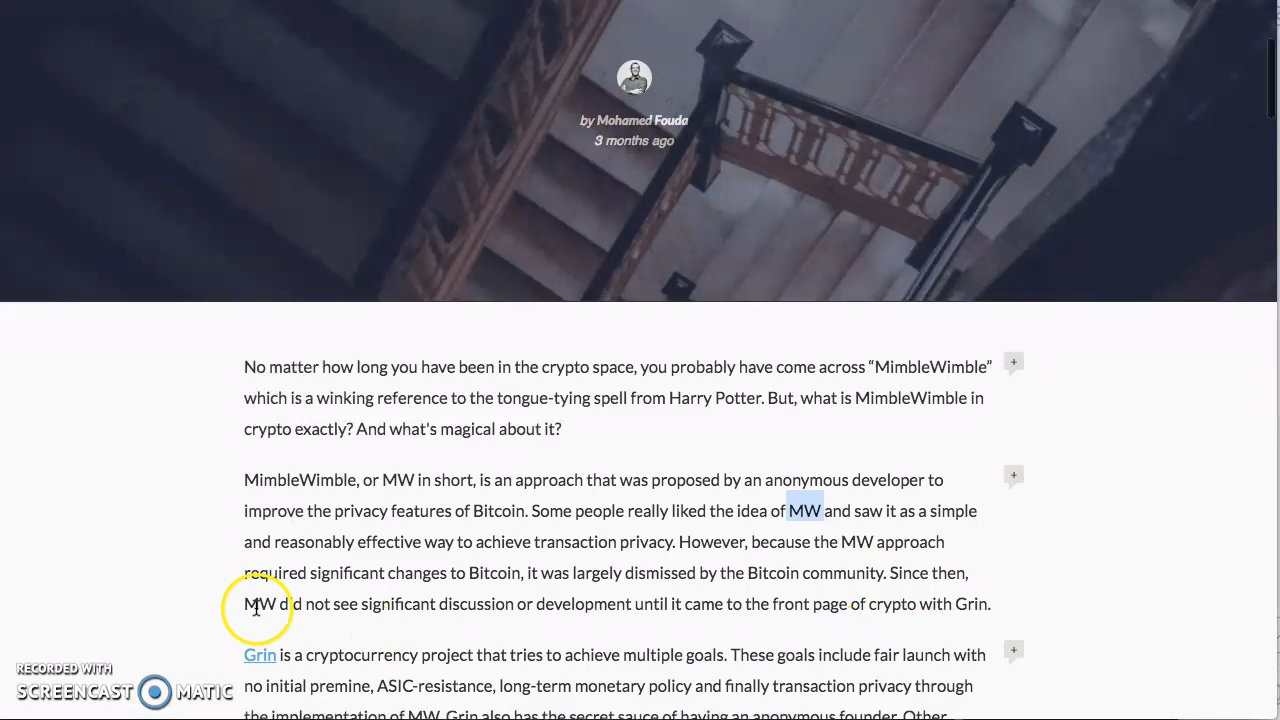 by Mohamed Fouda
3 months ago
No matter how long you have been in the crypto space, you probably have come across “MimbleWimble”
which is a winking reference to the tongue-tying spell from Harry Potter. But, what is MimbleWimble in
crypto exactly? And what's magical about it?
MimbleWimble, or MW in short, is an approach that was proposed by an anonymous developer to
improve the privacy features of Bitcoin. Some people really liked the idea of MW and saw it as a simple
and reasonably effective way to achieve transaction privacy. However, because the MW approach
required significant changes to Bitcoin, it was largely dismissed by the Bitcoin community. Since then,
MW did not see significant discussion or development until it came to the front page of crypto with Grin.
Grin is a cryptocurrency project that tries to achieve multiple goals. These goals include fair launch with
no initial premine, ASIC-resistance, long-term monetary policy and finally transaction privacy through
the implementation of MW. Grin also has the secret sauce of having an anonymous founder. Other
RECORDED WITH
SCREENCAST MATIC